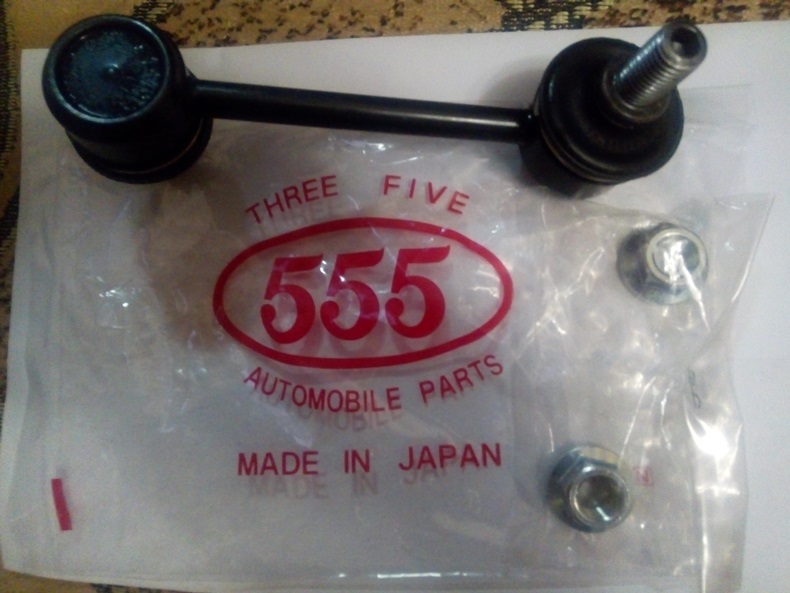 THREE FIVE
555
AUTOMOBILE PARTS
MADE IN JAPAN
N